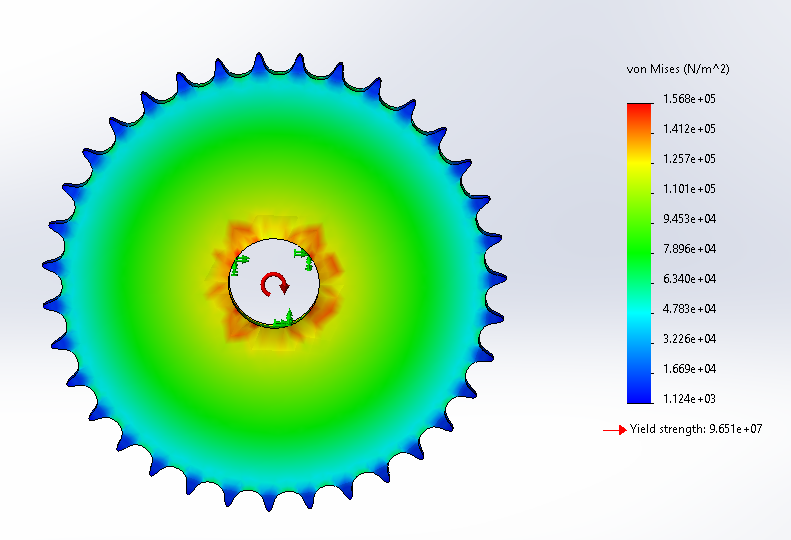 von Mises (N/m^2)
1.568e+05
1.412e+05
1.257e+05
1.101e+05
9.453e+04
7.896e+04
6.340e+04
4.783e+04
3.226e+04
1.669e+04
1.124e+03
Yield strength: 9.651e+07